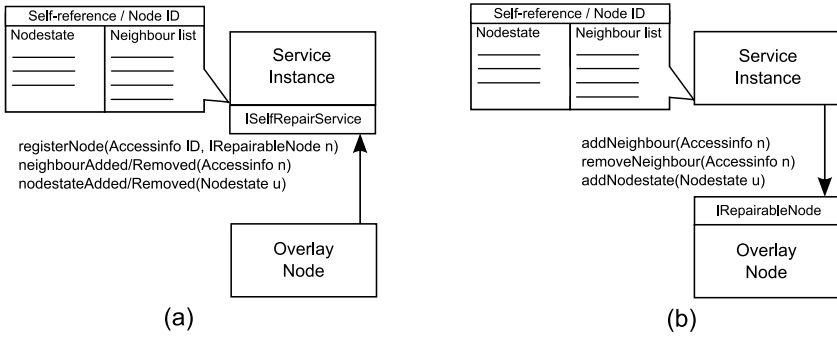 Self-reference / Node ID
Nodestate
Neighbour list
Service
Instance
ISelfRepairService
registerNode(Accessinfo ID, IRepairableNode n)
neighbourAdded/Removed(Accessinfo n)
nodestateAdded/Removed(Nodestate u)
Overlay
Node
(a)
Self-reference / Node ID
Nodestate
Neighbour list
Service
Instance
addNeighbour(Accessinfo n)
removeNeighbour(Accessinfo n)
addNodestate(Nodestate u)
IRepairableNode
Overlay
Node
(b)